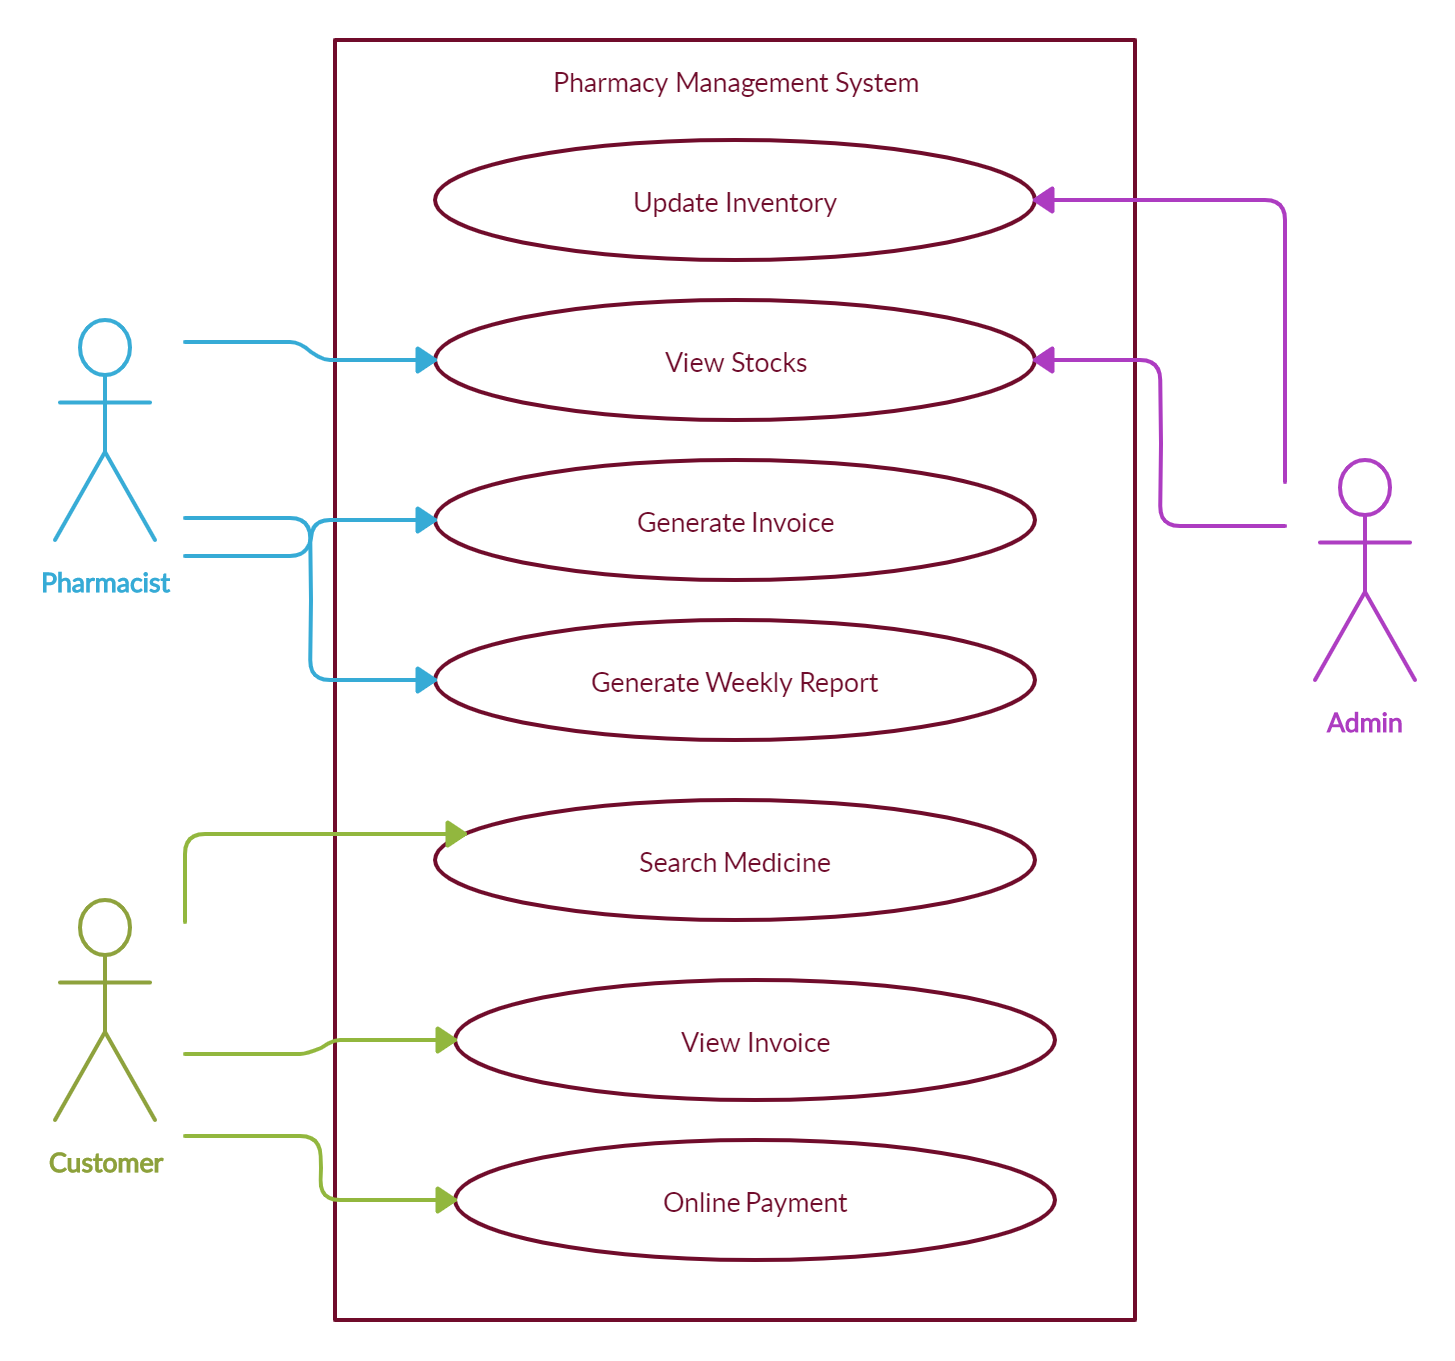 Pharmacy Management System
Update Inventory
View Stocks
Generate Invoice
Pharmacist
Generate Weekly Report
Admin
Search Medicine
View Invoice
Customer
Online Payment